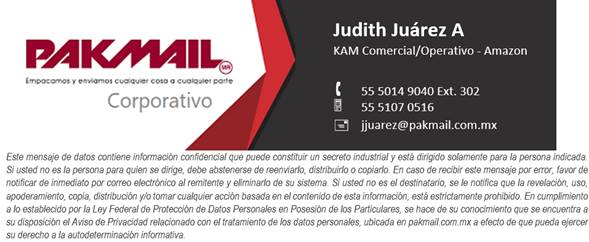 PAKMAIL MR
Empacamos y enviamos cualquier cosa a cualquier parte
Corporativo
Judith Juárez A
KAM Comercial/Operativo - Amazon
55 5014 9040 Ext. 302
55 5107 0516
jjuarez@pakmail.com.mx
Este mensaje de datos contiene información confidencial que puede constituir un secreto industrial y está dirigido solamente para la persona indicada.
Si usted no es la persona para quien se dirige, debe abstenerse de reenviarlo, distribuirlo o copiarlo. En caso de recibir este mensaje por error, favor de
notificar de inmediato por correo electrónico al remitente y eliminarlo de su sistema. Si usted no es el destinatario, se le notifica que la revelación, uso,
apoderamiento, copia, distribución y/o tomar cualquier acción basada en el contenido de esta información, está estrictamente prohibido. En cumplimiento
a lo establecido por la Ley Federal de Protección de Datos Personales en Posesión de los Particulares, se hace de su conocimiento que se encuentra a
su disposición el Aviso de Privacidad relacionado con el tratamiento de los datos personales, ubicada en pakmail.com.mx a efecto de que pueda ejercer
su derecho a la autodeterminación informativa.